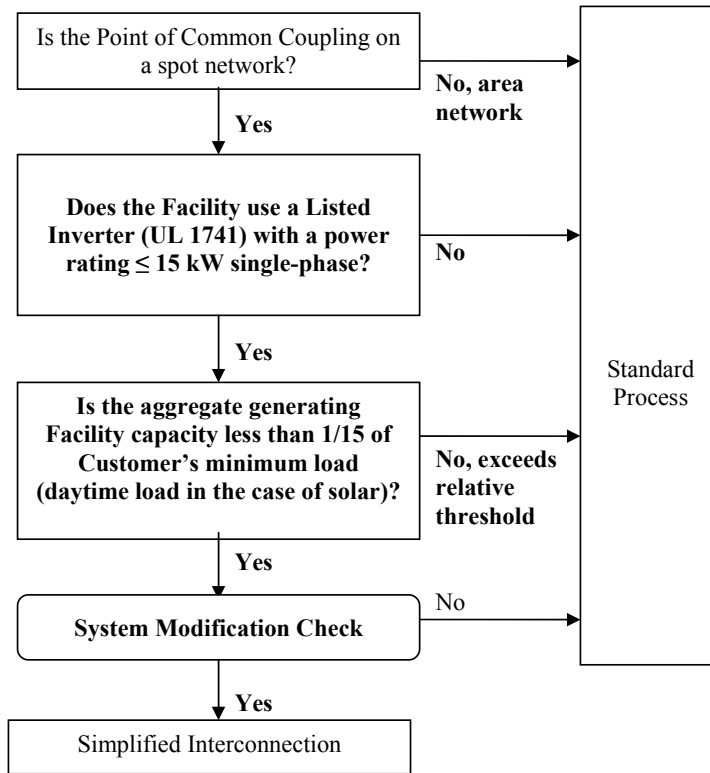 Is the Point of Common Coupling on
a spot network?
No, area
network
Yes
Does the Facility use a Listed
Inverter (UL 1741) with a power
rating ≤ 15 kW single-phase?
No
Yes
Is the aggregate generating
Facility capacity less than 1/15 of
Customer’s minimum load
(daytime load in the case of solar)?
No, exceeds
relative
threshold
Yes
System Modification Check
No
Yes
Simplified Interconnection
Standard
Process